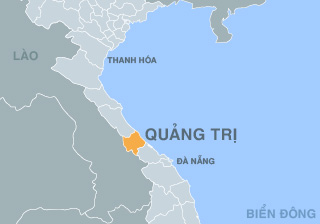 LÀO
THANH HÓA
QUẢNG TRỊ
ĐÀ NẴNG
BIỂN ĐÔNG